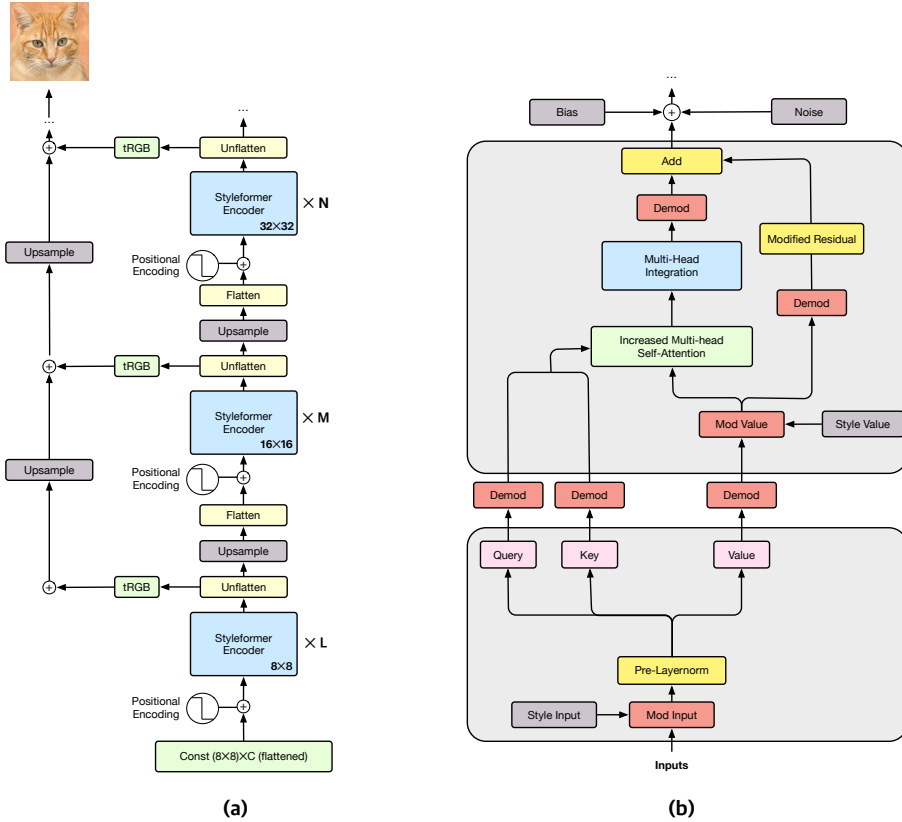 ...
...
tRGB
Unflatten
Styleformer
Encoder
32×32
× N
Upsample
Positional
Encoding
Flatten
Upsample
tRGB
Unflatten
Styleformer
Encoder
16×16
× M
Upsample
Positional
Encoding
Flatten
Upsample
tRGB
Unflatten
Styleformer
Encoder
8×8
× L
Positional
Encoding
Const (8×8)×C (flattened)
(a)
...
Bias
Noise
Add
Demod
Modified Residual
Multi-Head
Integration
Demod
Increased Multi-head
Self-Attention
Mod Value
Style Value
Demod
Demod
Demod
Query
Key
Value
Pre-Layernorm
Style Input
Mod Input
Inputs
(b)